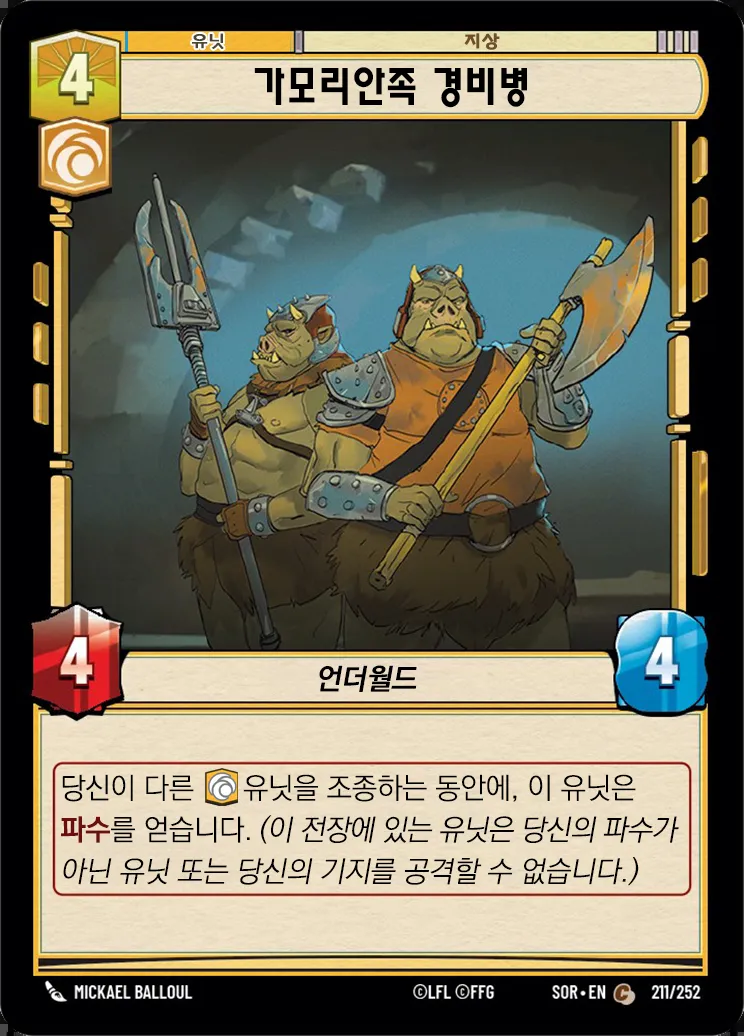 유닛
지상
4
가모리안족 경비병
4
4
언더월드
당신이 다른 유닛을 조종하는 동안에, 이 유닛은
파수를 얻습니다. (이 전장에 있는 유닛은 당신의 파수가
아닌 유닛 또는 당신의 기지를 공격할 수 없습니다.)
MICKAEL BALLOUL
©LFL ©FFG
SOR•EN C 211/252